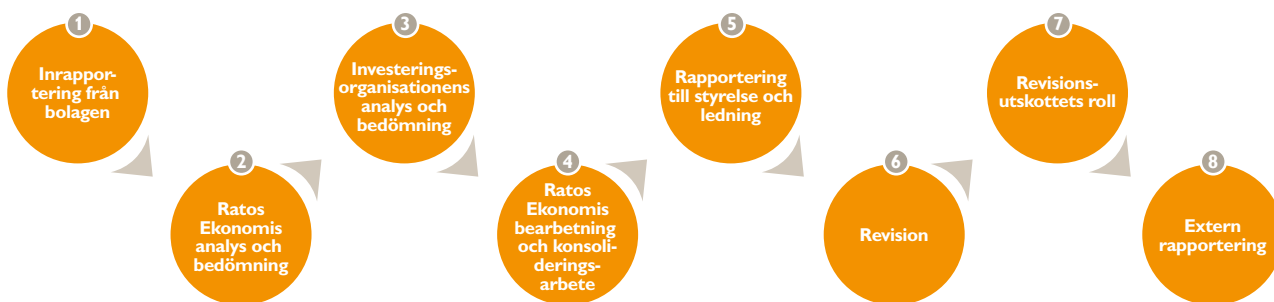 1
Inrappor-
tering från
bolagen
2
Ratos
Ekonomis
analys och
bedömning
3
Investerings-
organisationens
analys och
bedömning
4
Ratos
Ekonomis
bearbetning
och konsoli-
derings-
arbete
5
Rapportering
till styrelse och
ledning
6
Revision
7
Revisions-
utskottets roll
8
Extern
rapportering